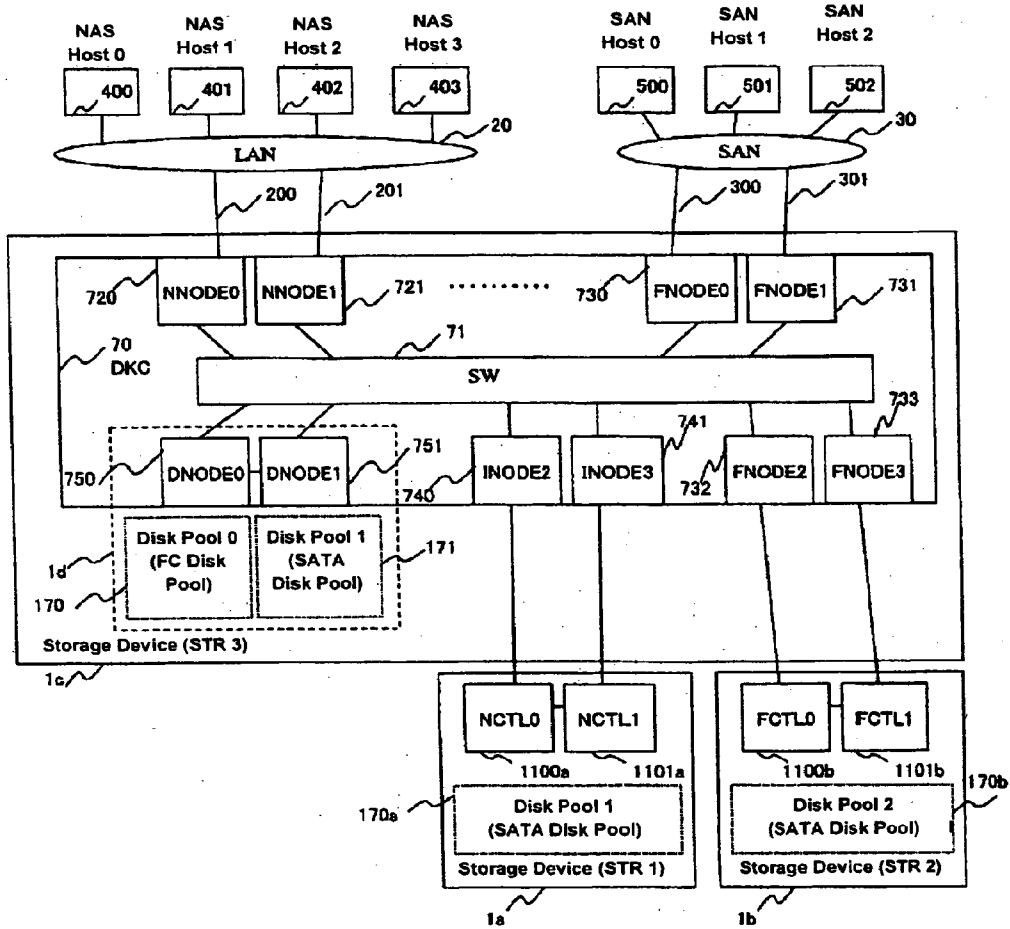 NAS Host 0
NAS Host 1
NAS Host 2
NAS Host 3
SAN Host 0
SAN Host 1
SAN Host 2
400
401
402
403
500
501
502
20
30
LAN
SAN
200
201
300
301
720
NNODE0
NNODE1
721
730
FNODE0
FNODE1
731
70
DKC
71
SW
733
750
DNODE0
DNODE1
751
740
INODE2
INODE3
741
732
FNODE2
FNODE3
1d
170
Disk Pool 0
(FC Disk
Pool)
Disk Pool 1
(SATA
Disk Pool)
171
Storage Device (STR 3)
1c
NCTL0
NCTL1
FCTL0
FCTL1
1100a
1101a
1100b
1101b
170a
Disk Pool 1
(SATA Disk Pool)
170b
Disk Pool 2
(SATA Disk Pool)
Storage Device (STR 1)
Storage Device (STR 2)
1a
1b